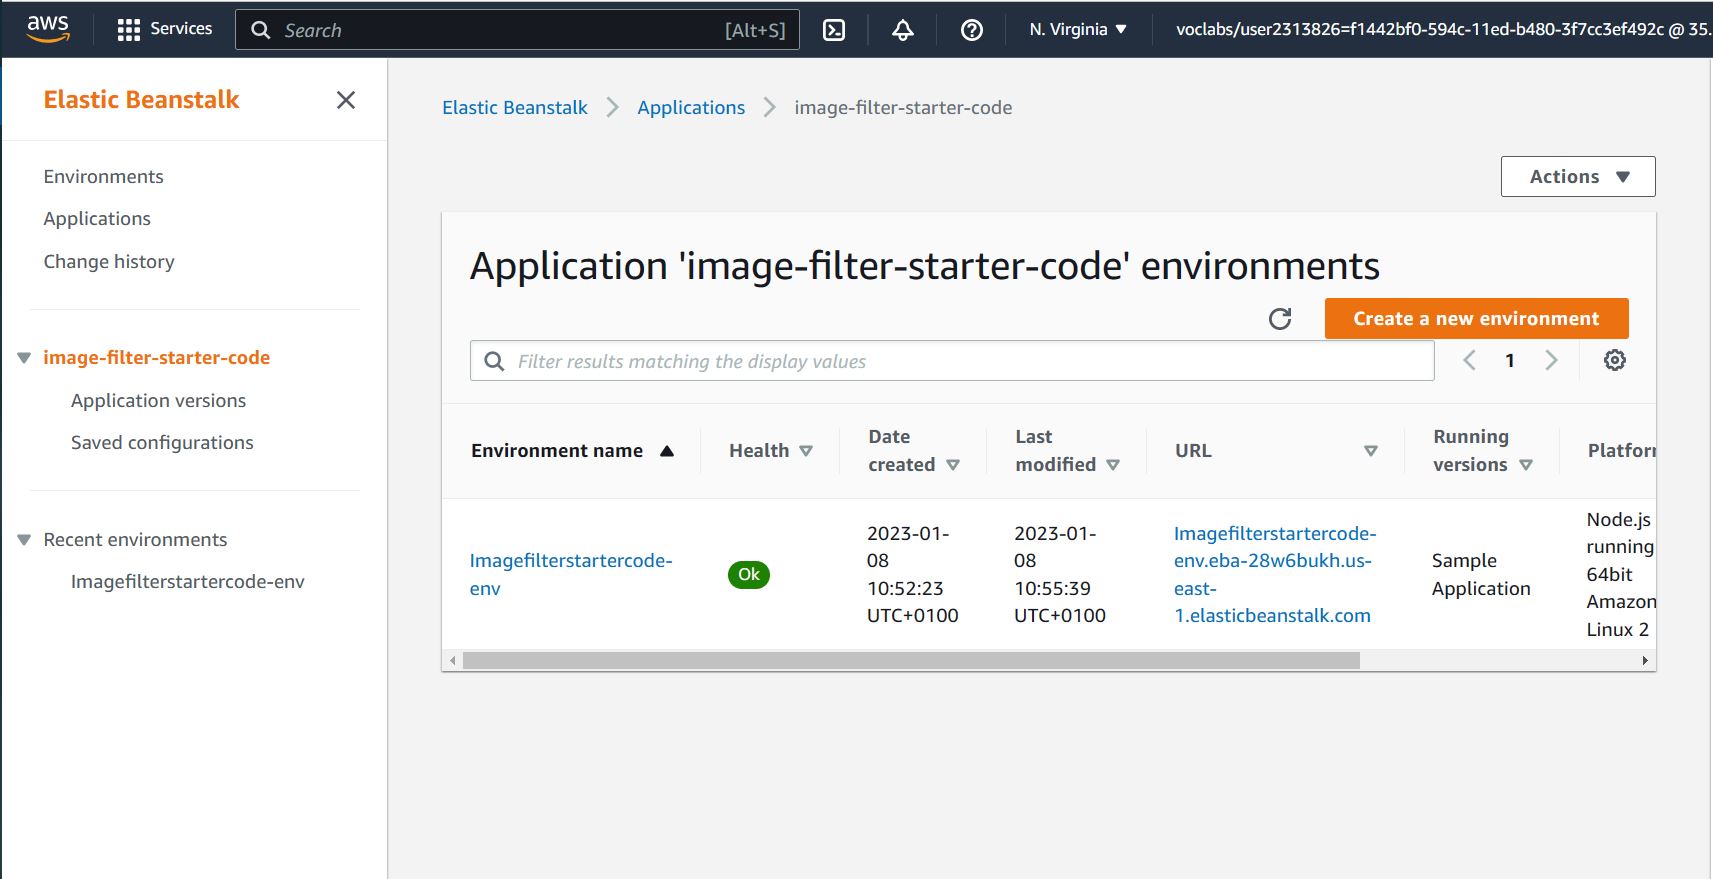 aws
Services
Search
[Alt+S]
N. Virginia
voclabs/user2313826=f1442bf0-594c-11ed-b480-3f7cc3ef492c @ 35.
Elastic Beanstalk
Environments
Applications
Change history
image-filter-starter-code
Application versions
Saved configurations
Recent environments
Imagefilterstartercode-env
Elastic Beanstalk
Applications
image-filter-starter-code
Actions
Application 'image-filter-starter-code' environments
Create a new environment
Filter results matching the display values
1
Environment name
Health
Date
created
Last
modified
URL
Running
versions
Platforr
Imagefilterstartercode-
env
Ok
2023-01-
08
10:52:23
UTC+0100
2023-01-
08
10:55:39
UTC+0100
Imagefilterstartercode-
env.eba-28w6bukh.us-
east-
1.elasticbeanstalk.com
Sample
Application
Node.js
running
64bit
Amazon
Linux 2